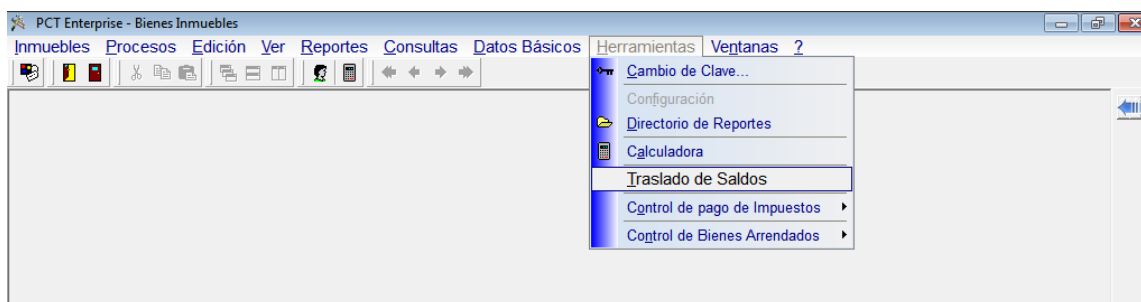 PCT Enterprise - Bienes Inmuebles
Inmuebles Procesos Edición Ver Reportes Consultas Datos Básicos Herramientas Ventanas ?
Cambio de Clave...
Configuración
Directorio de Reportes
Calculadora
Traslado de Saldos
Control de pago de Impuestos
Control de Bienes Arrendados